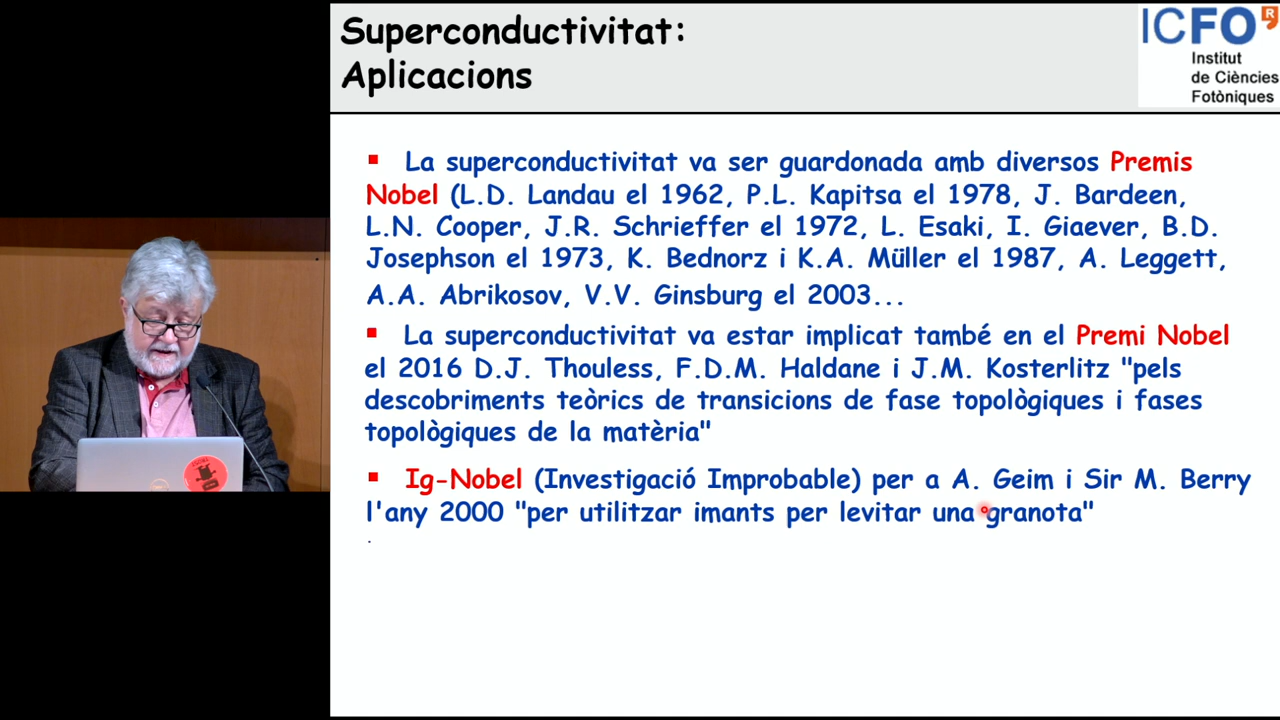 Superconductivitat:
Aplicacions
ICFO R
Institut
de Ciències
Fotòniques
La superconductivitat va ser guardonada amb diversos Premis
Nobel (L.D. Landau el 1962, P.L. Kapitsa el 1978, J. Bardeen,
L.N. Cooper, J.R. Schrieffer el 1972, L. Esaki, I. Giaever, B.D.
Josephson el 1973, K. Bednorz i K.A. Müller el 1987, A. Leggett,
A.A. Abrikosov, V.V. Ginsburg el 2003...
La superconductivitat va estar implicat també en el Premi Nobel
el 2016 D.J. Thouless, F.D.M. Haldane i J.M. Kosterlitz "pels
descobriments teòrics de transicions de fase topològiques i fases
topològiques de la matèria"
Ig-Nobel (Investigació Improbable) per a A. Geim i Sir M. Berry
l'any 2000 "per utilitzar imants per levitar una granota"